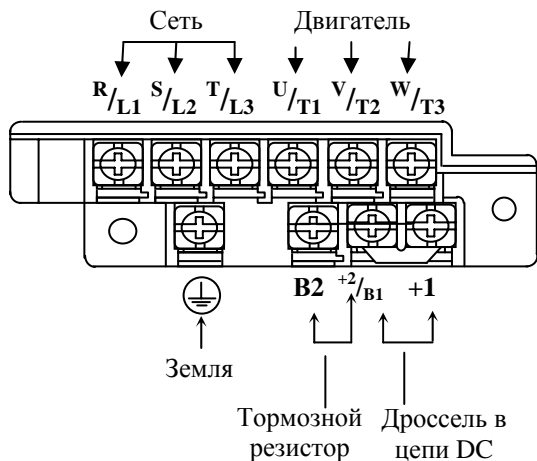 Сеть Двигатель
R/L1 S/L2 T/L3 U/T1 V/T2 W/T3
B2 +2/B1 +1
Земля
Тормозной резистор
Дроссель в цепи DC